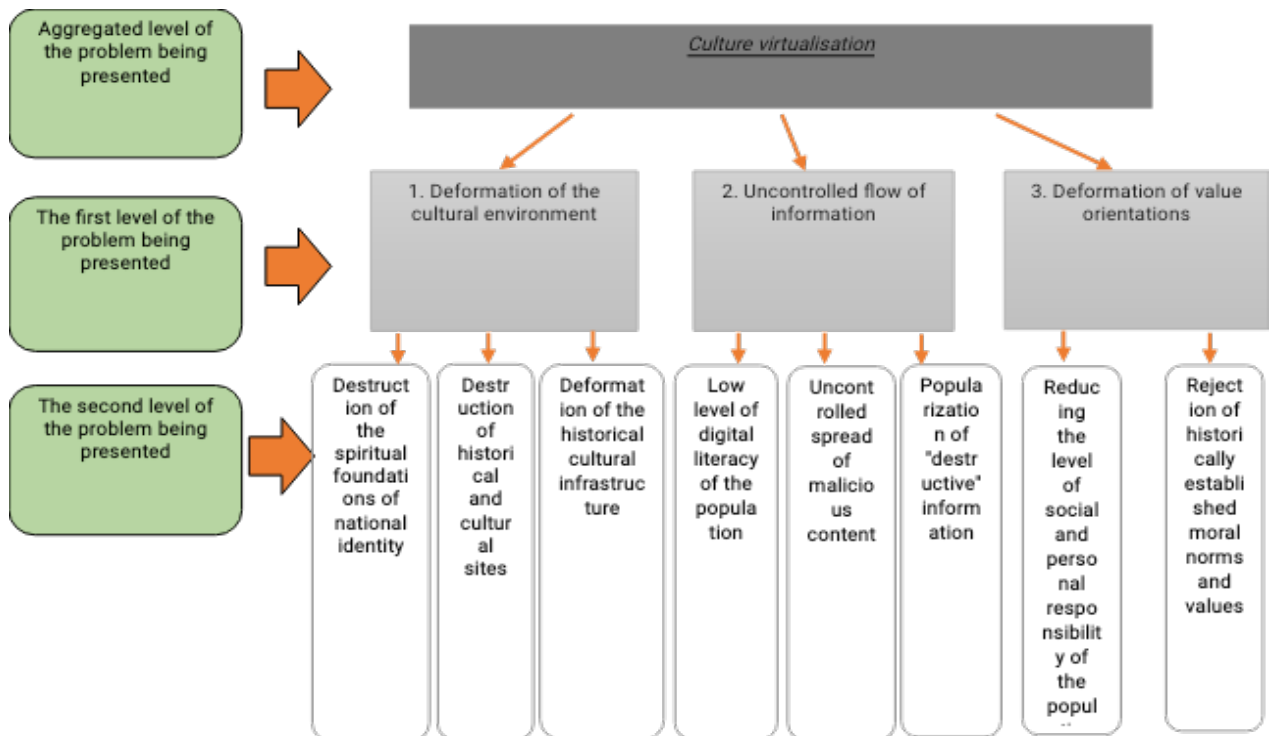 Aggregated level of
the problem being
presented
Culture virtualisation
The first level of the
problem being
presented
1. Deformation of the
cultural environment
2. Uncontrolled flow of
information
3. Deformation of value
orientations
The second level of
the problem being
presented
Destruct
ion of
the
spiritual
foundati
ons of
national
identity
Destr
uction
of
histori
cal
and
cultur
al
sites
Deformat
ion of the
historical
cultural
infrastruc
ture
Low
level of
digital
literacy
of the
popula
tion
Uncont
rolled
spread
of
malicio
us
content
Popula
rizatio
n of
"destr
uctive"
inform
ation
Reduc
ing
the
level
of
social
and
perso
nal
respo
nsibilit
y of
the
popul
Reject
ion of
histori
cally
establi
shed
moral
norms
and
values